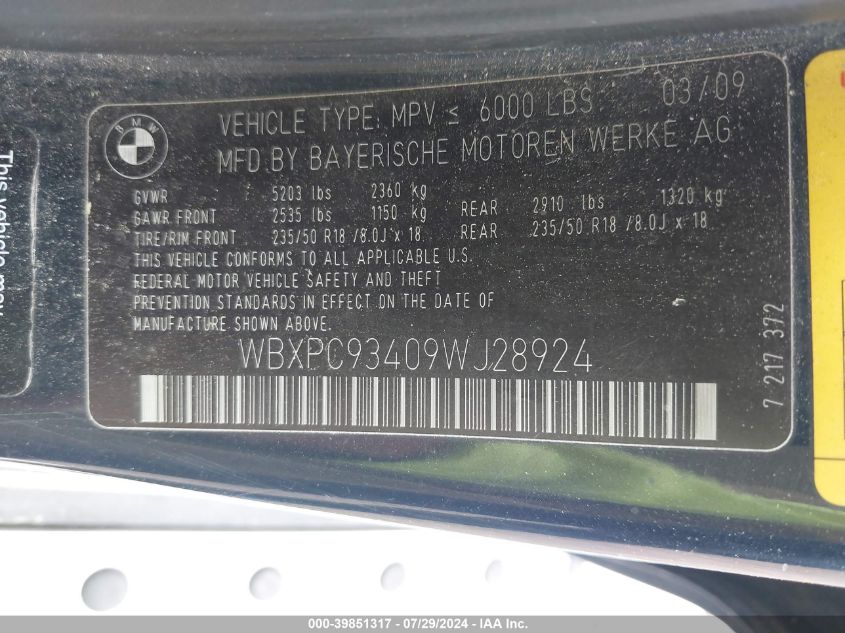 BMW
VEHICLE TYPE: MPV ≤ 6000 LBS 03/09
MFD.BY BAYERISCHE MOTOREN WERKE AG
GVWR 5203 lbs 2360 kg
GAWR FRONT 2535 lbs 1150 kg REAR 2910 lbs 1320 kg
TIRE/RIM FRONT 235/50 R18 /8.0J x 18 REAR 235/50 R18 /8.0J x 18
THIS VEHICLE CONFORMS TO ALL APPLICABLE U.S.
FEDERAL MOTOR VEHICLE SAFETY AND THEFT
PREVENTION STANDARDS IN EFFECT ON THE DATE OF
MANUFACTURE SHOWN ABOVE.
WBXPC93409WJ28924
7 217 372
This vehicle may
000-39851317 - 07/29/2024 - IAA Inc.